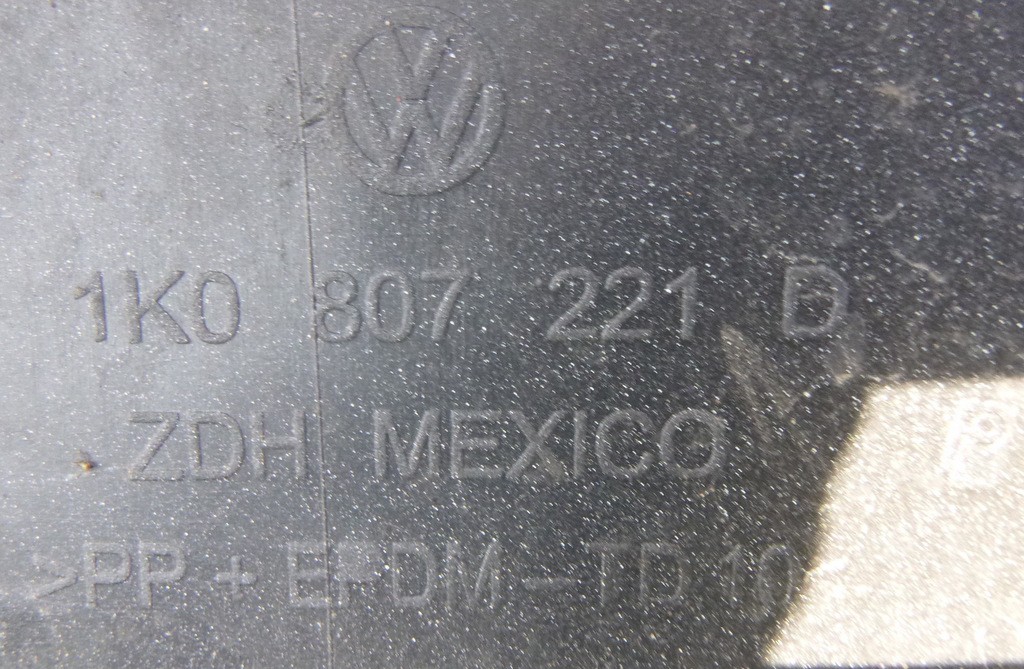 1K0 807 221 D
ZDH MEXICO
>PP + EPDM - TD 10<